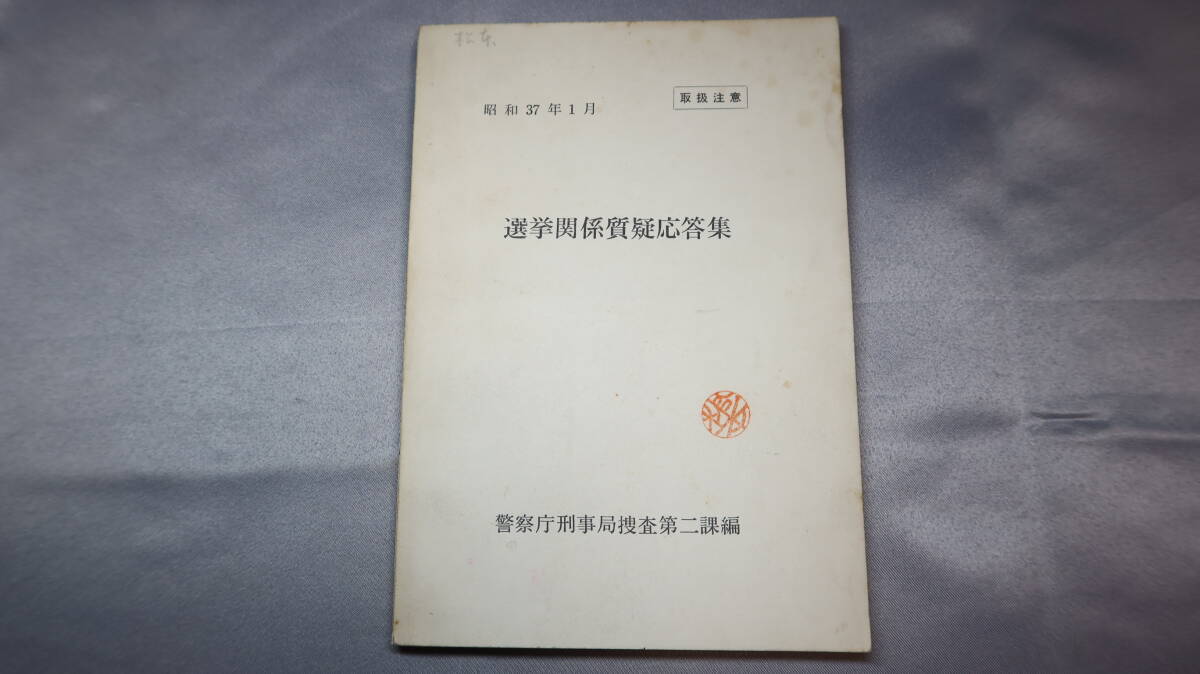 松本
昭和37年1月
取扱注意
選挙関係質疑応答集
警察庁刑事局捜査第二課編